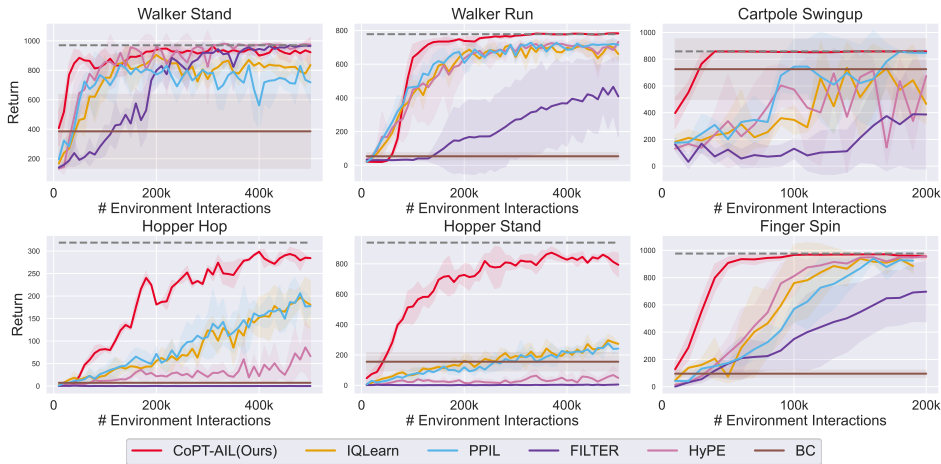 Walker Stand
Walker Run
Cartpole Swingup
1000
800
600
400
200
Return
0
200k
400k
# Environment Interactions
800
600
400
200
0
0
200k
400k
# Environment Interactions
1000
800
600
400
200
0
0
100k
200k
# Environment Interactions
Hopper Hop
Hopper Stand
Finger Spin
300
250
200
150
100
50
0
Return
0
200k
400k
# Environment Interactions
800
600
400
200
0
0
200k
400k
# Environment Interactions
1000
800
600
400
200
0
0
100k
200k
# Environment Interactions
CoPT-AIL(Ours) IQLearn PPIL FILTER HyPE BC